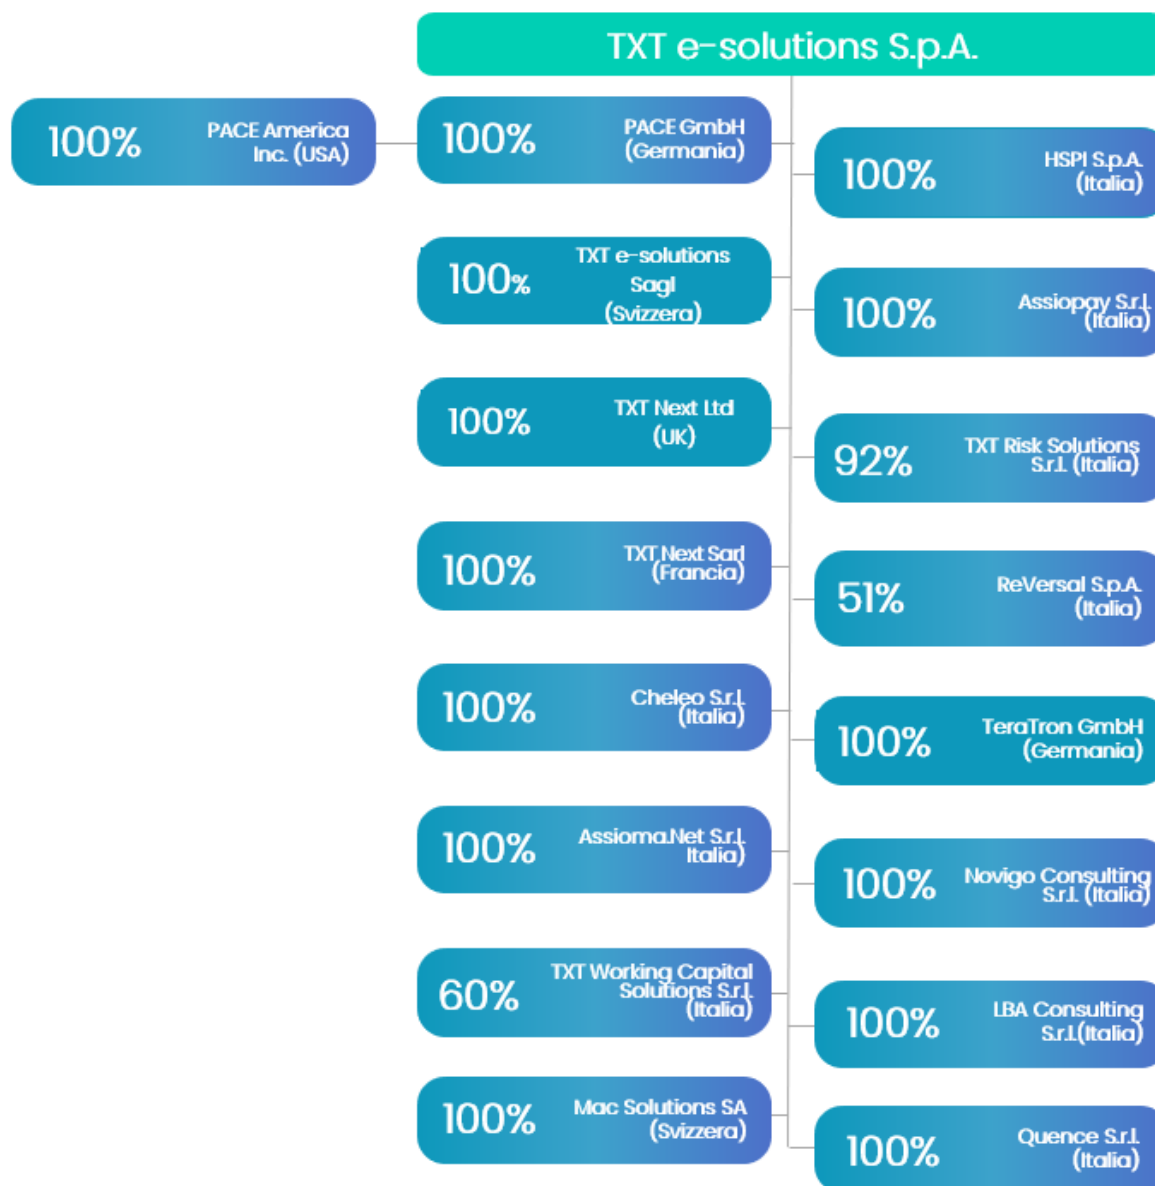 TXT e-solutions S.p.A.
100%
PACE America
Inc. (USA)
100%
PACE GmbH
(Germania)
100%
HSPI S.p.A.
(Italia)
100%
TXT e-solutions
Sagl
(Svizzera)
100%
Assiopay S.r.l.
(Italia)
100%
TXT Next Ltd
(UK)
92%
TXT Risk Solutions
S.r.l. (Italia)
100%
TXT Next Sarl
(Francia)
51%
ReVersal S.p.A.
(Italia)
100%
Cheleo S.r.l.
(Italia)
100%
TeraTron GmbH
(Germania)
100%
Assioma.Net S.r.l.
Italia)
100%
Novigo Consulting
S.r.l. (Italia)
60%
TXT Working Capital
Solutions S.r.l.
(Italia)
100%
LBA Consulting
S.r.l.(Italia)
100%
Mac Solutions SA
(Svizzera)
100%
Quence S.r.l.
(Italia)